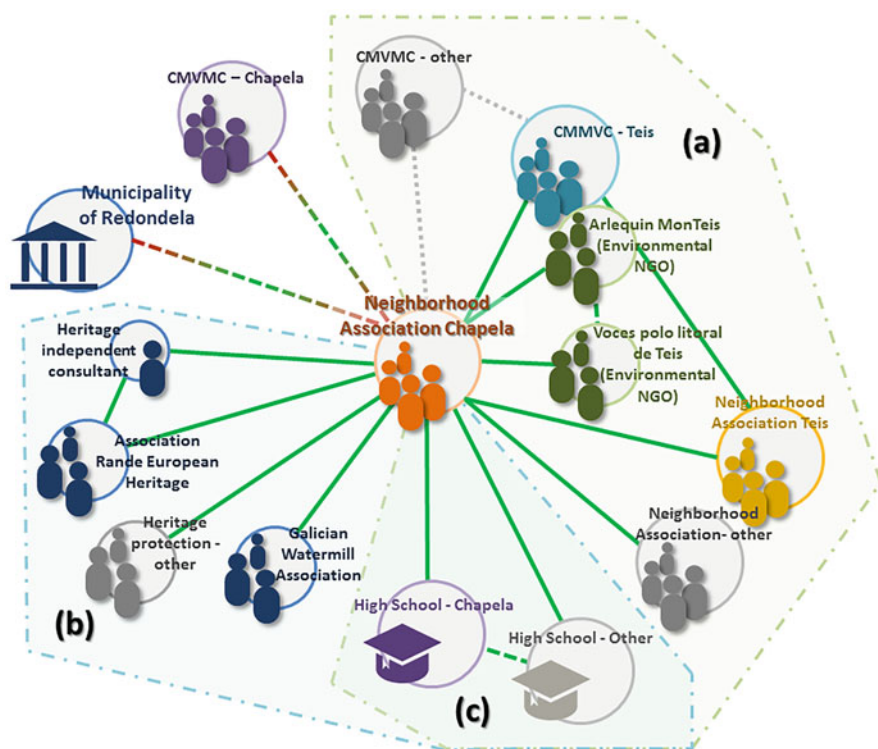 CMVMC – Chapela
CMVMC - other
CMMVC - Teis
(a)
Municipality
of Redondela
Arlequin MonTeis
(Environmental
NGO)
Neighborhood
Association Chapela
Heritage
independent
consultant
Voces polo litoral
de Teis
(Environmental
NGO)
Neighborhood
Association Teis
Association
Rande European
Heritage
Heritage
protection -
other
Galician
Watermill
Association
Neighborhood
Association- other
(b)
High School - Chapela
High School - Other
(c)